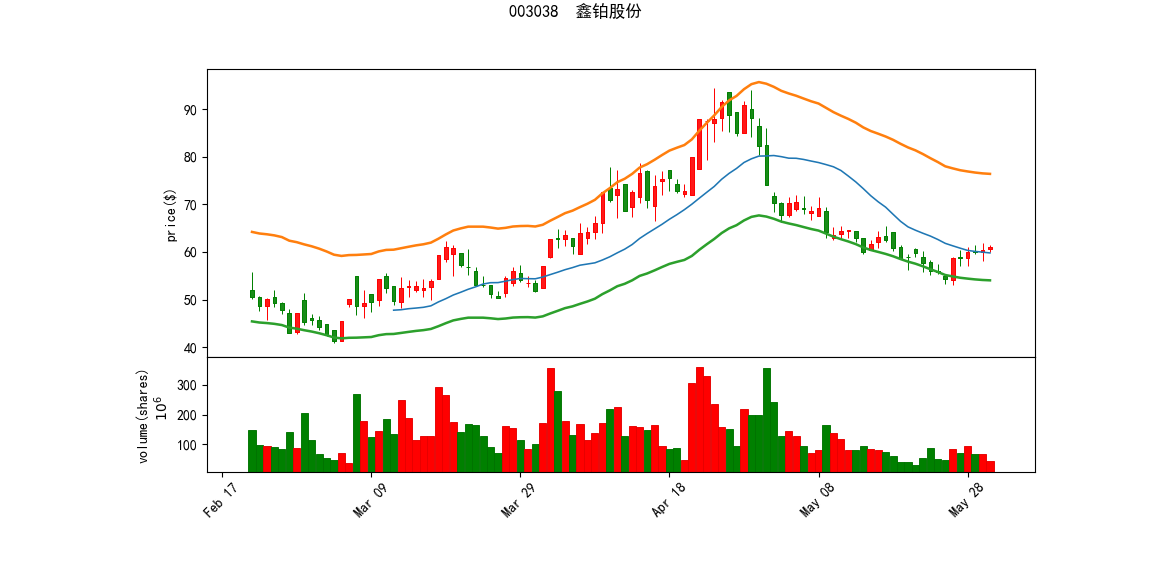 003038 鑫铂股份
price($)
90
80
70
60
50
40
volume(shares)
10^6
300
200
100
Feb 17
Mar 09
Mar 29
Apr 18
May 08
May 28